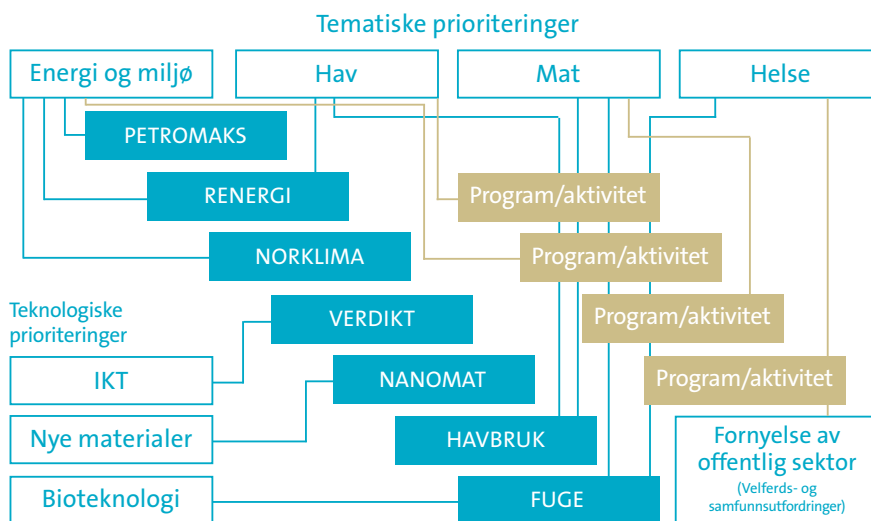 Tematiske prioriteringer
Energi og miljø
Hav
Mat
Helse
PETROMAKS
RENERGI
Program/aktivitet
NORKLIMA
Program/aktivitet
Teknologiske
prioriteringer
VERDIKT
Program/aktivitet
IKT
NANOMAT
Program/aktivitet
Nye materialer
HAVBRUK
Fornyelse av
offentlig sektor
(Velferds- og
samfunnsutfordringer)
Bioteknologi
FUGE